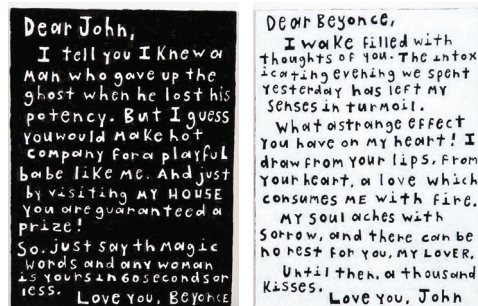 Dear John,
I tell you I Knew a
Man who gave up the
ghost when he lost his
potency. But I guess
youwould make hot
company for a playful
babe like me. And just
by visiting MY HOUSE
you are guaranteed a
prize!
So, just say th magic
words and any woman
is yours in 60 seconds or
less.
Love you, Beyonce
Dear Beyonce,
I wake filled with
thoughts of you. The intox
icating evening we spent
yesterday has left my
senses in turmoil.
What a strange effect
you have on my heart! I
draw from your lips, from
your heart, a love which
consumes ME with fire.
My soul aches with
sorrow, and there can be
no rest for you, my LOVER.
Until then, a thousand
Kisses.
Love you, John